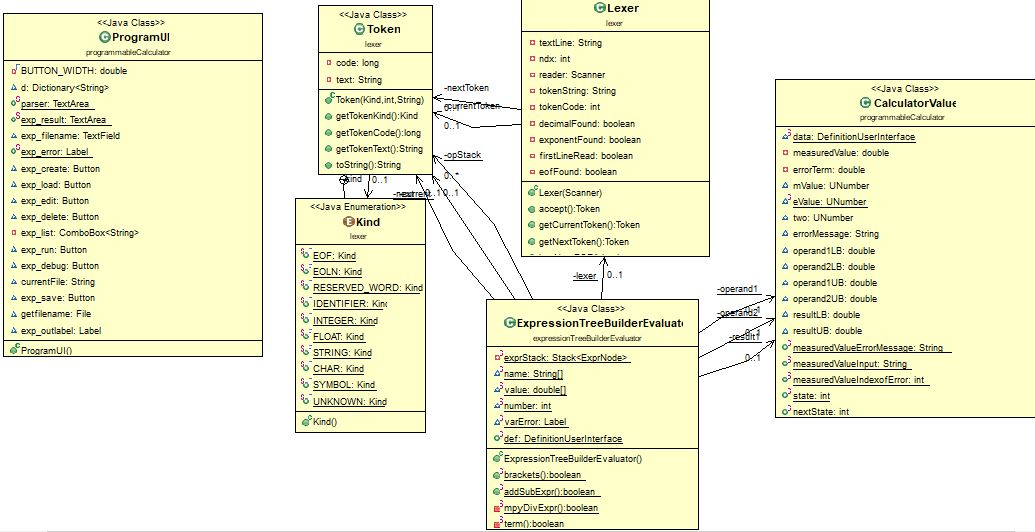 <<Java Class>>
ProgramUI
programmableCalculator
BUTTON_WIDTH: double
d: Dictionary<String>
parser: TextArea
exp_result: TextArea
exp_filename: TextField
exp_error: Label
exp_create: Button
exp_load: Button
exp_edit: Button
exp_delete: Button
exp_list: ComboBox<String>
exp_run: Button
exp_debug: Button
currentFile: String
exp_save: Button
getfilename: File
exp_outlabel: Label
ProgramUI()
<<Java Class>>
Token
lexer
code: long
text: String
Token(Kind,int,String)
getTokenKind():Kind
getTokenCode():long
getTokenText():String
toString():String
-nextToken
-currentToken
0..1
-opStack
0..*
-kind
0..1
-next
-current
0..1
<<Java Enumeration>>
Kind
lexer
EOF: Kind
EOLN: Kind
RESERVED_WORD: Kind
IDENTIFIER: Kind
INTEGER: Kind
FLOAT: Kind
STRING: Kind
CHAR: Kind
SYMBOL: Kind
UNKNOWN: Kind
Kind()
Lexer
lexer
textLine: String
ndx: int
reader: Scanner
tokenString: String
tokenCode: int
decimalFound: boolean
exponentFound: boolean
firstLineRead: boolean
eofFound: boolean
Lexer(Scanner)
accept():Token
getCurrentToken():Token
getNextToken():Token
-lexer
0..1
<<Java Class>>
ExpressionTreeBuilderEvaluat
expressionTreeBuilderEvaluator
exprStack: Stack<ExprNode>
name: String[]
value: double[]
number: int
varError: Label
def: DefinitionUserInterface
ExpressionTreeBuilderEvaluator()
brackets():boolean
addSubExpr():boolean
mpyDivExpr():boolean
term():boolean
-operand1
-operand2
0..1
-result1
0..1
<<Java Class>>
CalculatorValue
programmableCalculator
data: DefinitionUserInterface
measuredValue: double
errorTerm: double
mValue: UNumber
eValue: UNumber
two: UNumber
errorMessage: String
operand1LB: double
operand2LB: double
operand1UB: double
operand2UB: double
resultLB: double
resultUB: double
measuredValueErrorMessage: String
measuredValueInput: String
measuredValueIndexofError: int
state: int
nextState: int